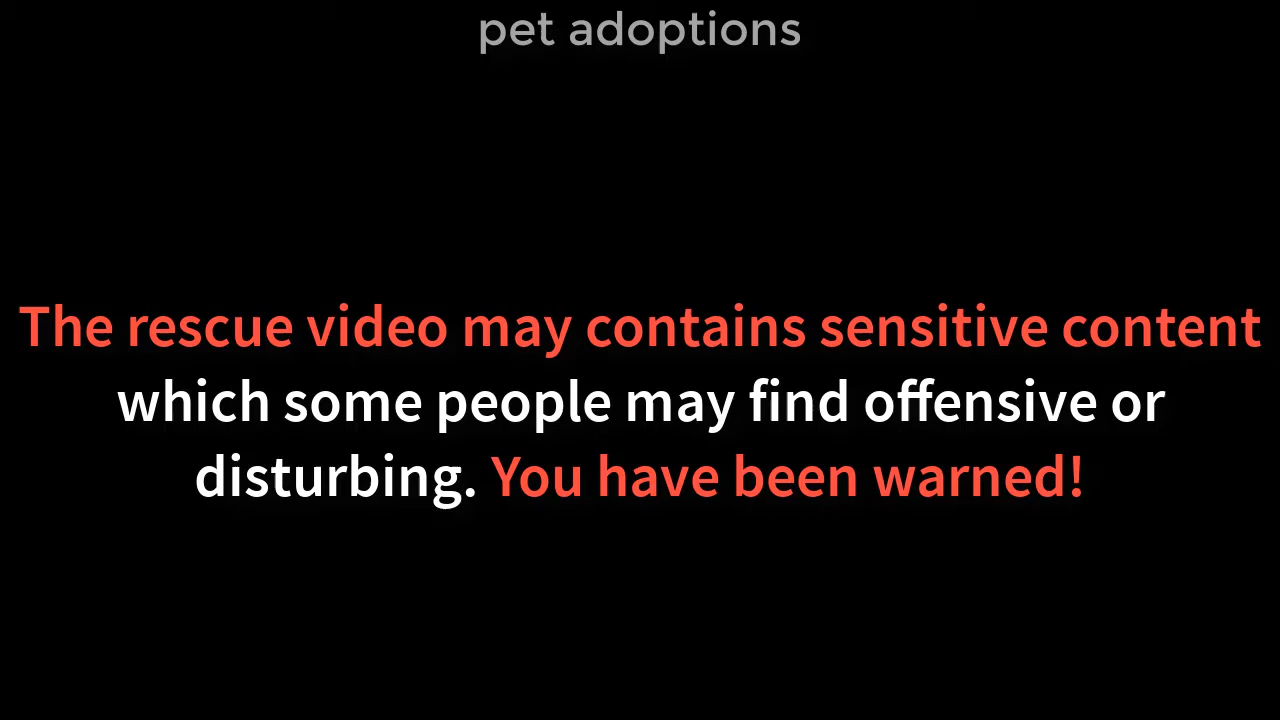 pet adoptions
The rescue video may contains sensitive content
which some people may find offensive or
disturbing. You have been warned!